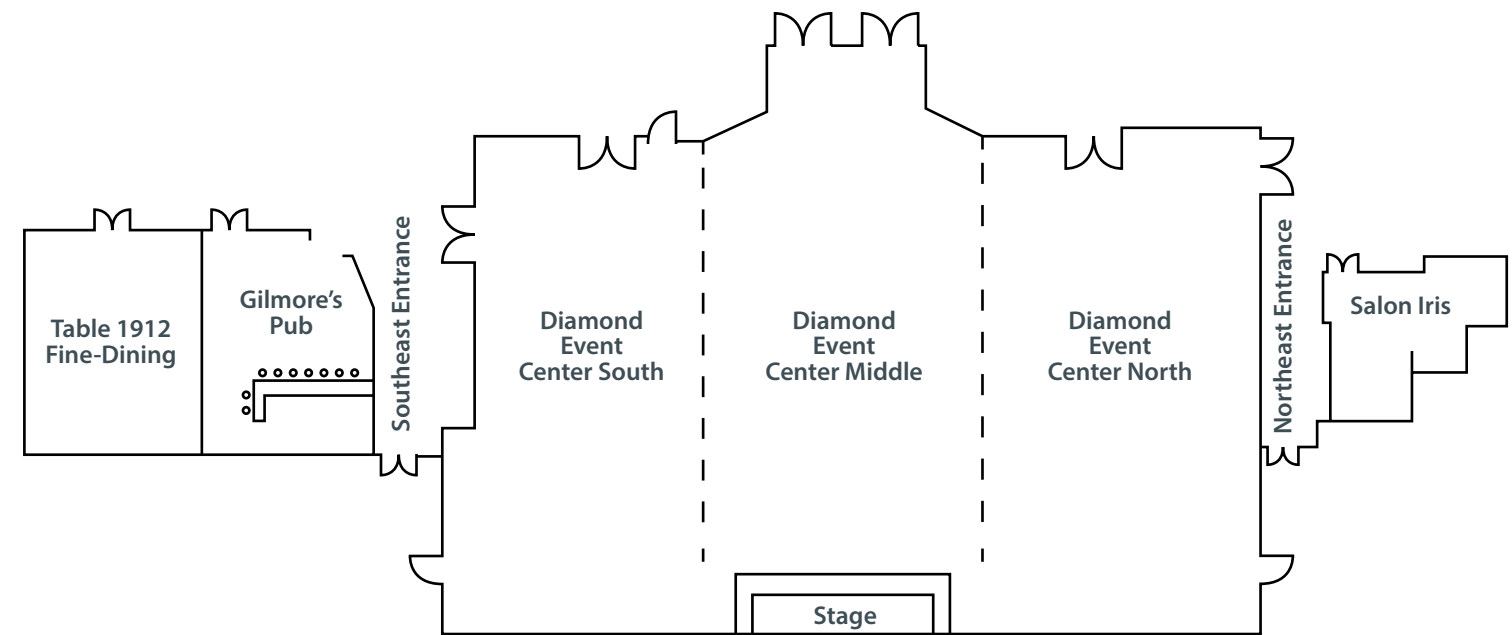 Table 1912
Fine-Dining
Gilmore’s
Pub
Southeast Entrance
Diamond
Event
Center South
Diamond
Event
Center Middle
Diamond
Event
Center North
Northeast Entrance
Salon Iris
Stage